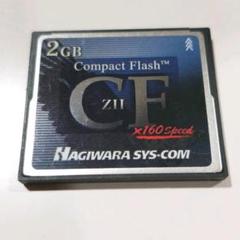 2GB
Compact Flash™
CF
ZII
x160 Speed
HAGIWARA SYS-COM